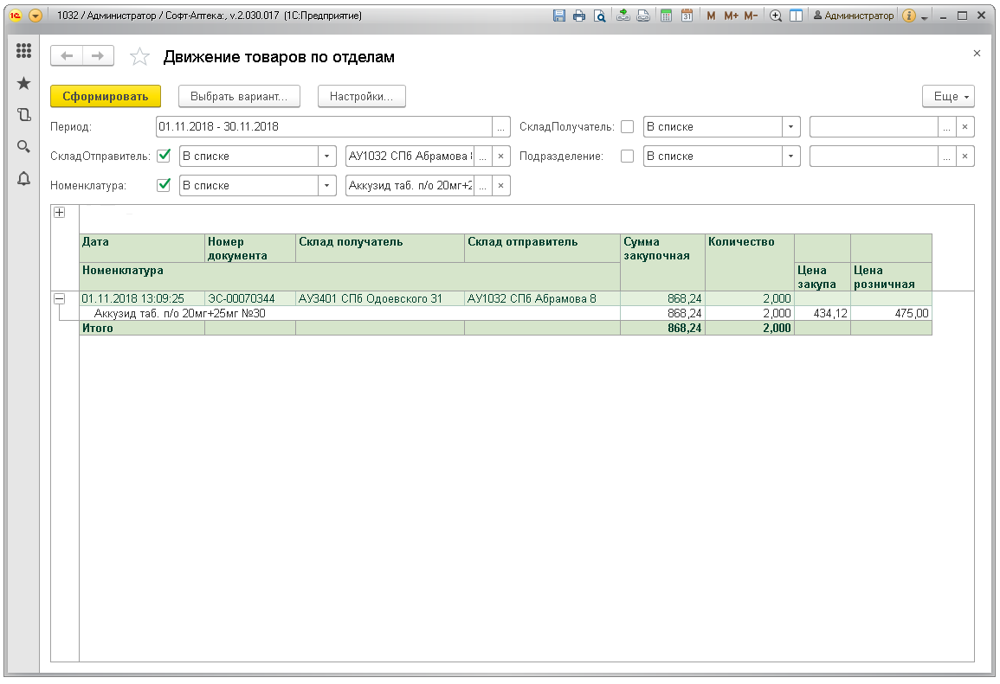 1032 / Администратор / Софт-Аптека:, v.2.030.017 (1С:Предприятие)
M M+ M- Администратор
Движение товаров по отделам
Сформировать Выбрать вариант... Настройки... Еще
Период: 01.11.2018 - 30.11.2018 ... СкладПолучатель: В списке ... ×
СкладОтправитель: В списке АУ1032 СПб Абрамова ... × Подразделение: В списке ... ×
Номенклатура: В списке Аккузид таб. п/о 20мг+2 ... ×
Дата Номер документа Склад получатель Склад отправитель Сумма закупочная Количество
Номенклатура Цена закупа Цена розничная
01.11.2018 13:09:25 ЭС-00070344 АУ3401 СПб Одоевского 31 АУ1032 СПб Абрамова 8 868,24 2,000
Аккузид таб. п/о 20мг+25мг №30 868,24 2,000 434,12 475,00
Итого 868,24 2,000